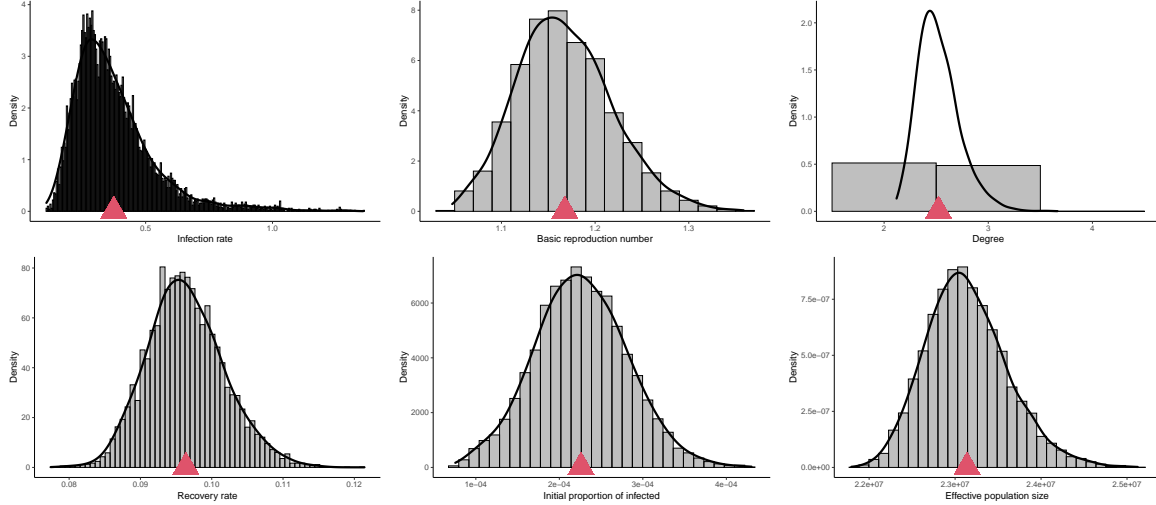 4
3
2
1
0
Density
0.5
1.0
Infection rate
8
6
4
2
0
Density
1.1
1.2
1.3
Basic reproduction number
2.0
1.5
1.0
0.5
0.0
Density
2
3
4
Degree
80
60
40
20
0
Density
0.08
0.09
0.10
0.11
0.12
Recovery rate
6000
4000
2000
0
Density
1e−04
2e−04
3e−04
4e−04
Initial proportion of infected
7.5e−07
5.0e−07
2.5e−07
0.0e+00
Density
2.2e+07
2.3e+07
2.4e+07
2.5e+07
Effective population size